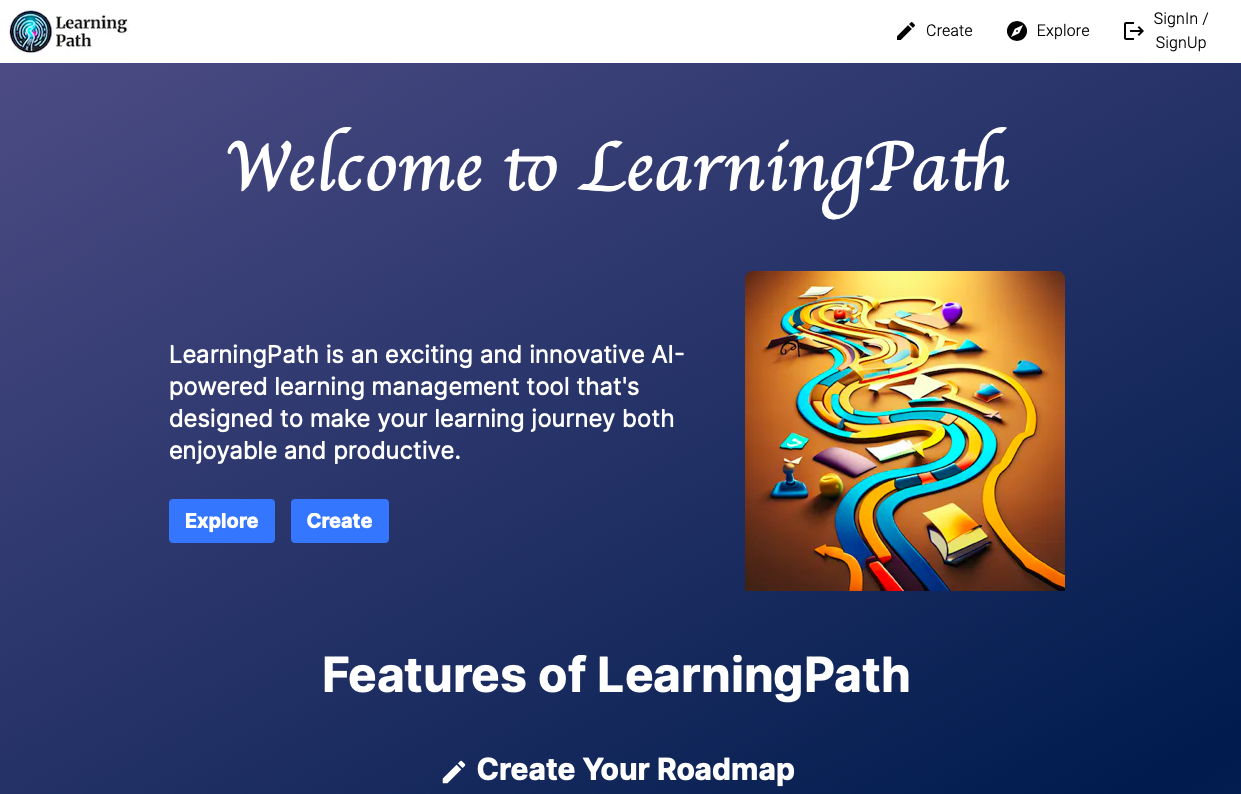 Learning
Path
Create
Explore
SignIn /
SignUp
Welcome to LearningPath
LearningPath is an exciting and innovative AI-
powered learning management tool that's
designed to make your learning journey both
enjoyable and productive.
Explore
Create
Features of LearningPath
Create Your Roadmap